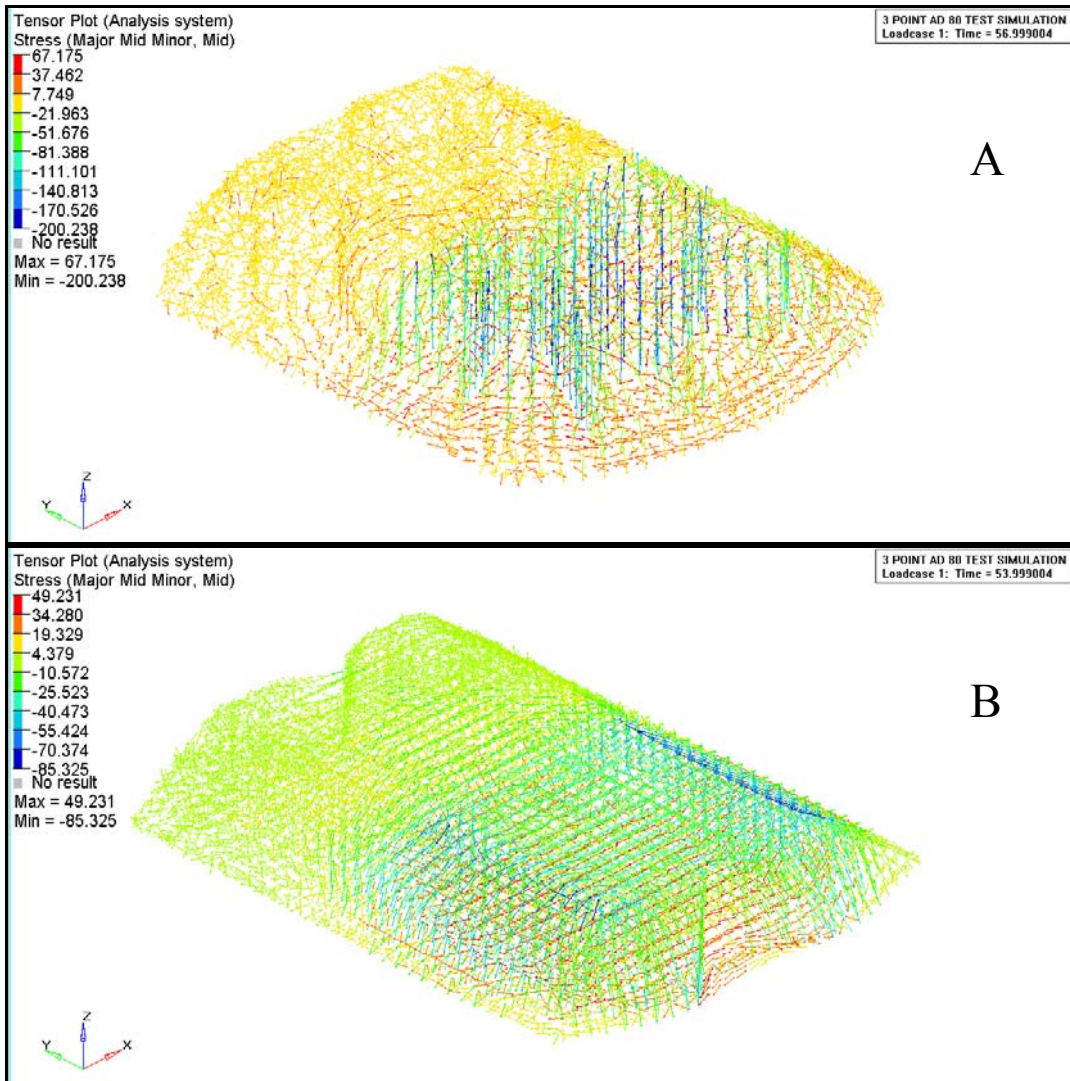 Tensor Plot (Analysis system)
Stress (Major Mid Minor, Mid)
67.175
37.462
7.749
-21.963
-51.676
-81.388
-111.101
-140.813
-170.526
-200.238
No result
Max = 67.175
Min = -200.238
3 POINT AD 80 TEST SIMULATION
Loadcase 1: Time = 56.999004
A
Z
Y
X
Tensor Plot (Analysis system)
Stress (Major Mid Minor, Mid)
49.231
34.280
19.329
4.379
-10.572
-25.523
-40.473
-55.424
-70.374
-85.325
No result
Max = 49.231
Min = -85.325
3 POINT AD 80 TEST SIMULATION
Loadcase 1: Time = 53.999004
B
Z
Y
X